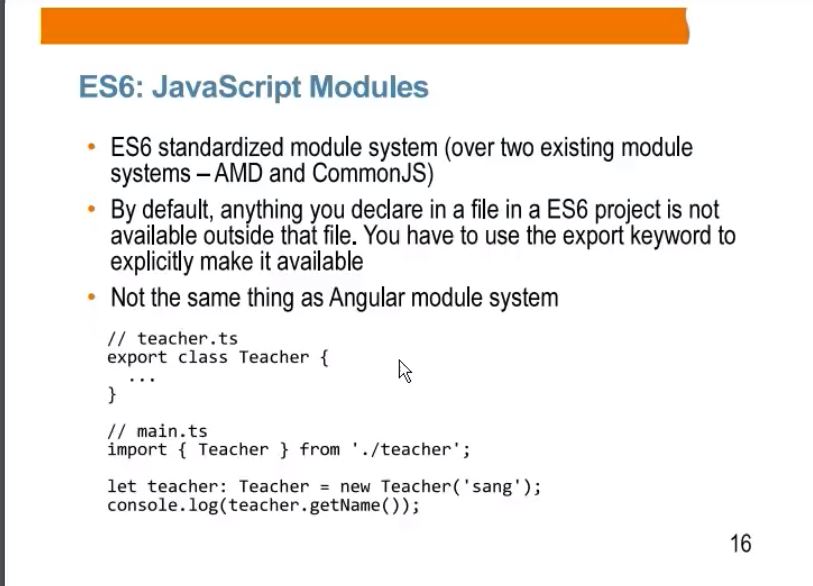 ES6: JavaScript Modules
• ES6 standardized module system (over two existing module
systems – AMD and CommonJS)
• By default, anything you declare in a file in a ES6 project is not
available outside that file. You have to use the export keyword to
explicitly make it available
• Not the same thing as Angular module system
// teacher.ts
export class Teacher {
...
}
// main.ts
import { Teacher } from './teacher';
let teacher: Teacher = new Teacher('sang');
console.log(teacher.getName());
16